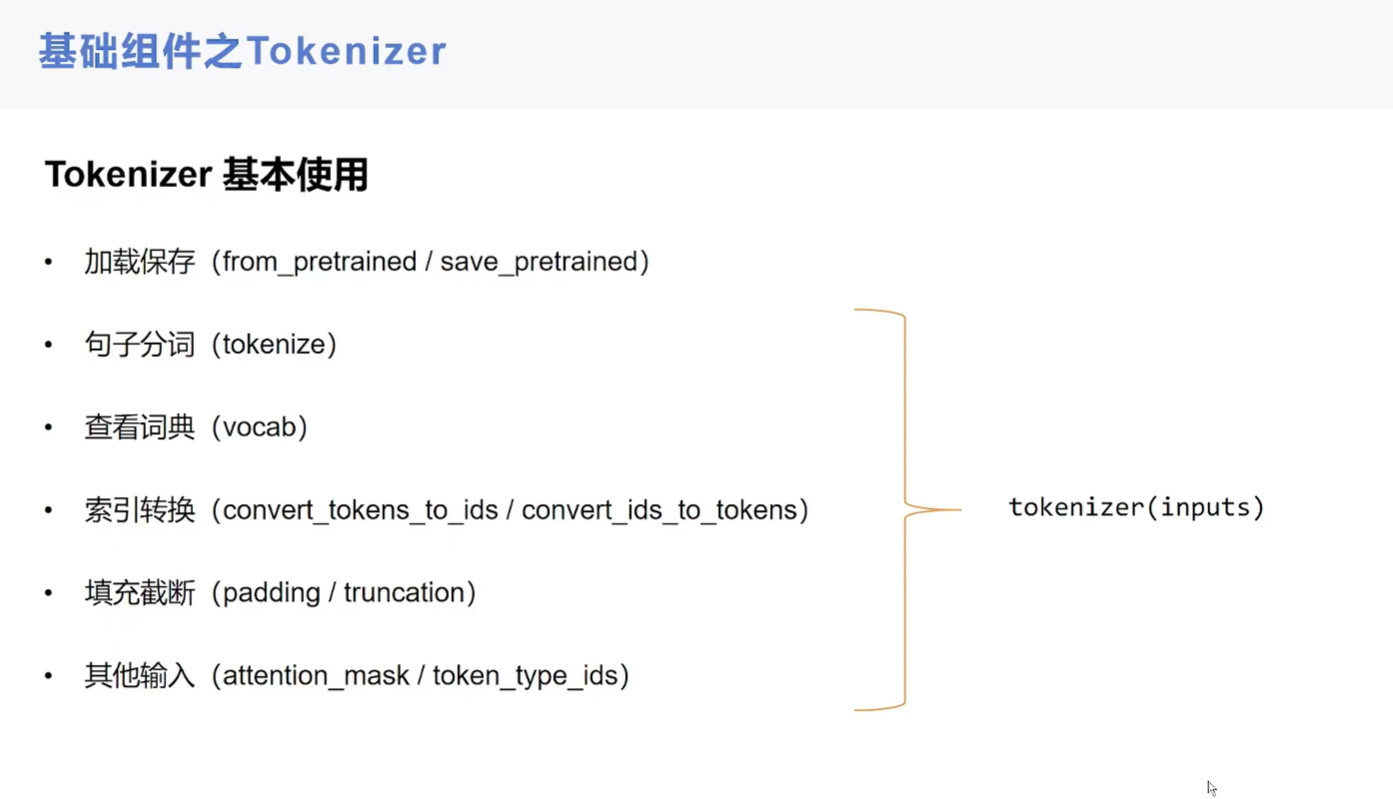 基础组件之Tokenizer
Tokenizer 基本使用
• 加载保存（from_pretrained / save_pretrained）
• 句子分词（tokenize）
• 查看词典（vocab）
• 索引转换（convert_tokens_to_ids / convert_ids_to_tokens）
tokenizer(inputs)
• 填充截断（padding / truncation）
• 其他输入（attention_mask / token_type_ids）